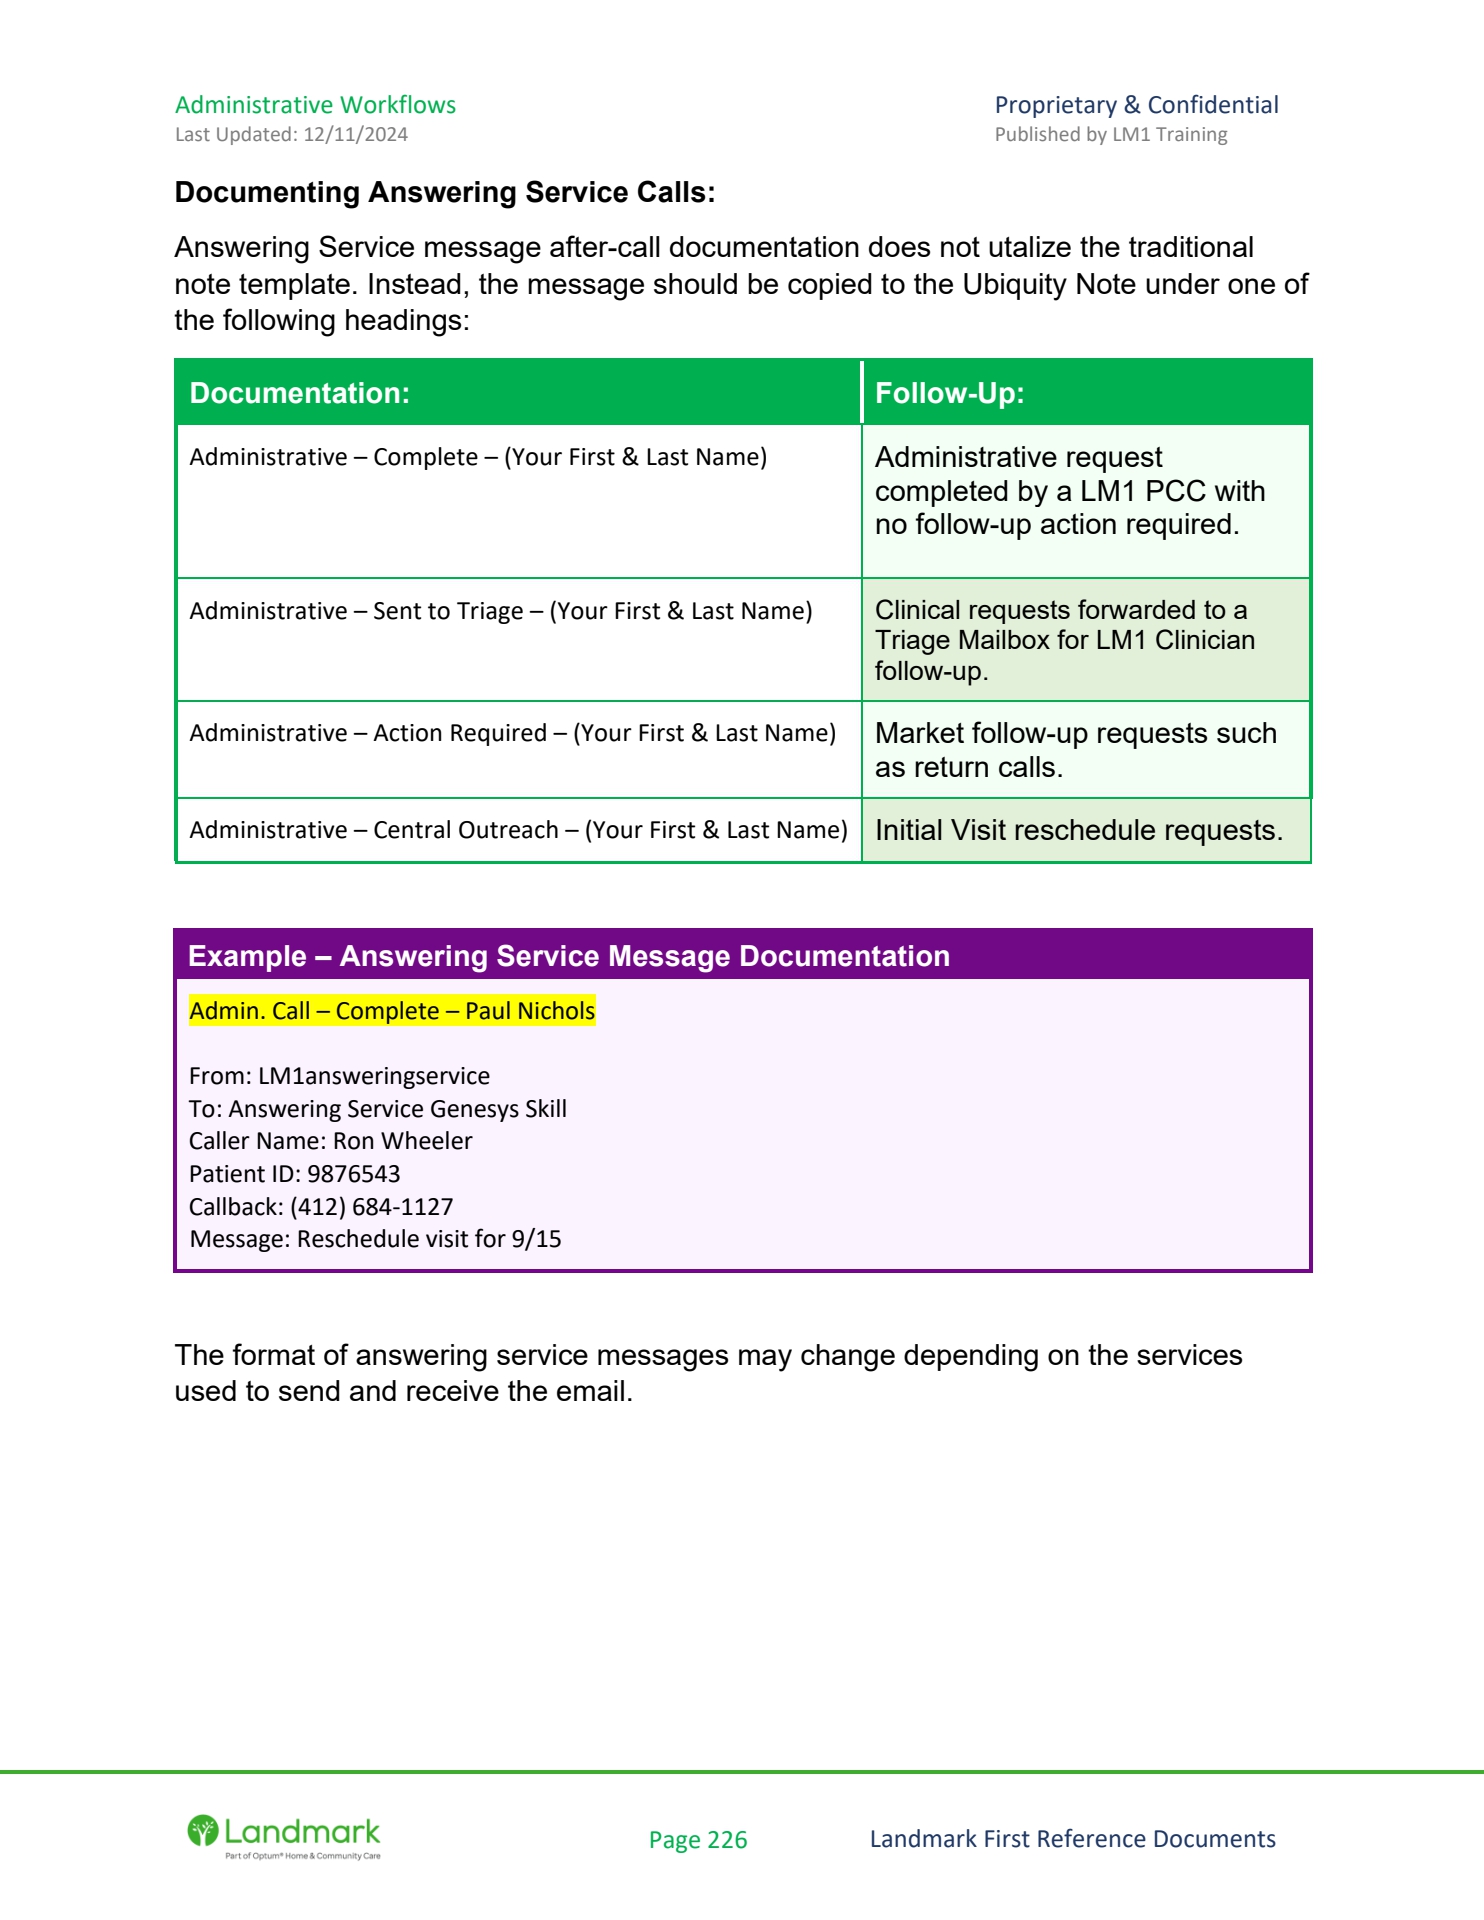 Administrative Workflows
Proprietary & Confidential
Last Updated: 12/11/2024
Published by LM1 Training
Documenting Answering Service Calls:
Answering Service message after-call documentation does not utalize the traditional
note template. Instead, the message should be copied to the Ubiquity Note under one of
the following headings:
Documentation:
Follow-Up:
Administrative – Complete – (Your First & Last Name)
Administrative request
completed by a LM1 PCC with
no follow-up action required.
Administrative – Sent to Triage – (Your First & Last Name)
Clinical requests forwarded to a
Triage Mailbox for LM1 Clinician
follow-up.
Administrative – Action Required – (Your First & Last Name)
Market follow-up requests such
as return calls.
Administrative – Central Outreach – (Your First & Last Name)
Initial Visit reschedule requests.
Example – Answering Service Message Documentation
Admin. Call – Complete – Paul Nichols
From: LM1answeringservice
To: Answering Service Genesys Skill
Caller Name: Ron Wheeler
Patient ID: 9876543
Callback: (412) 684-1127
Message: Reschedule visit for 9/15
The format of answering service messages may change depending on the services
used to send and receive the email.
Landmark
Part of Optum® Home & Community Care
Page 226
Landmark First Reference Documents